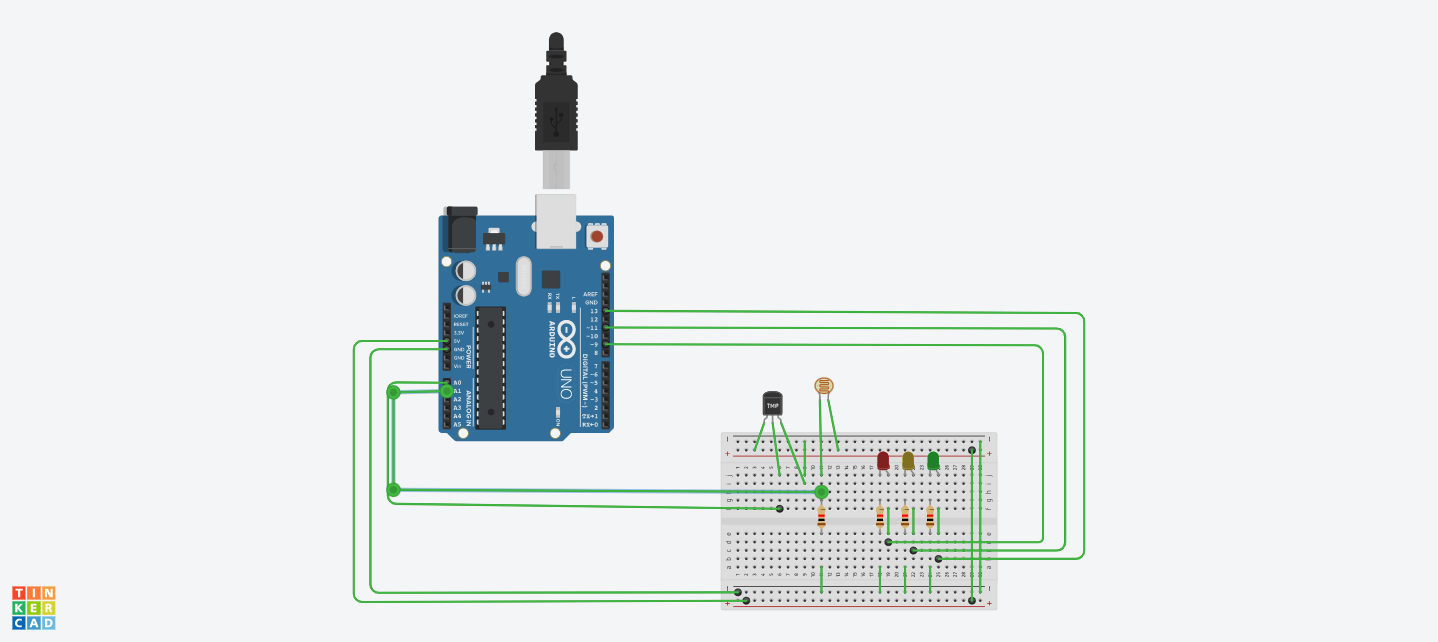 AREF
GND
13
12
~11
~10
~9
8
7
~6
~5
4
~3
2
TX→1
RX←0
DIGITAL (PWM~)
IOREF
RESET
3.3V
5V
GND
GND
Vin
POWER
A0
A1
A2
A3
A4
A5
ANALOG IN
RX
TX
L
ON
ARDUINO
UNO
TMP
TIN
KER
CAD